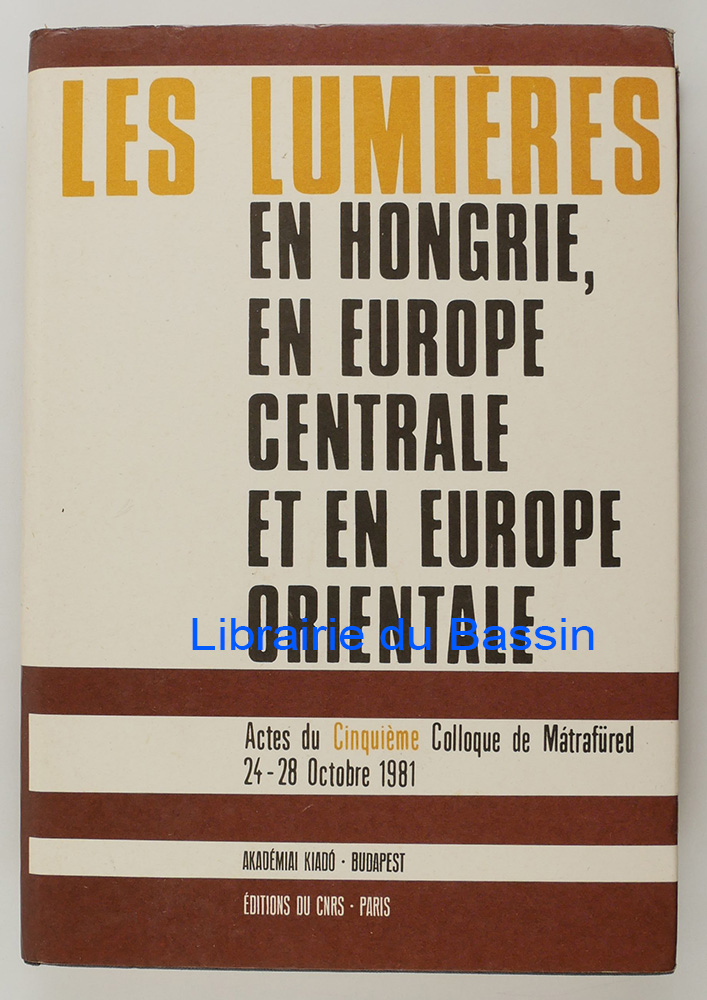 LES LUMIÈRES
EN HONGRIE,
EN EUROPE
CENTRALE
ET EN EUROPE
ORIENTALE
Librairie du Bassin
Actes du Cinquième Colloque de Mátrafüred
24-28 Octobre 1981
AKADÉMIAI KIADÓ · BUDAPEST
ÉDITIONS DU CNRS · PARIS